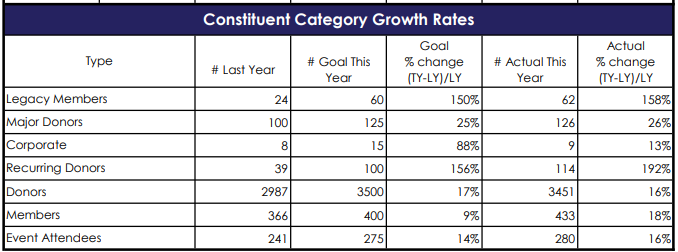 Constituent Category Growth Rates
Type # Last Year # Goal This Year Goal % change (TY-LY)/LY # Actual This Year Actual % change (TY-LY)/LY
Legacy Members 24 60 150% 62 158%
Major Donors 100 125 25% 126 26%
Corporate 8 15 88% 9 13%
Recurring Donors 39 100 156% 114 192%
Donors 2987 3500 17% 3451 16%
Members 366 400 9% 433 18%
Event Attendees 241 275 14% 280 16%